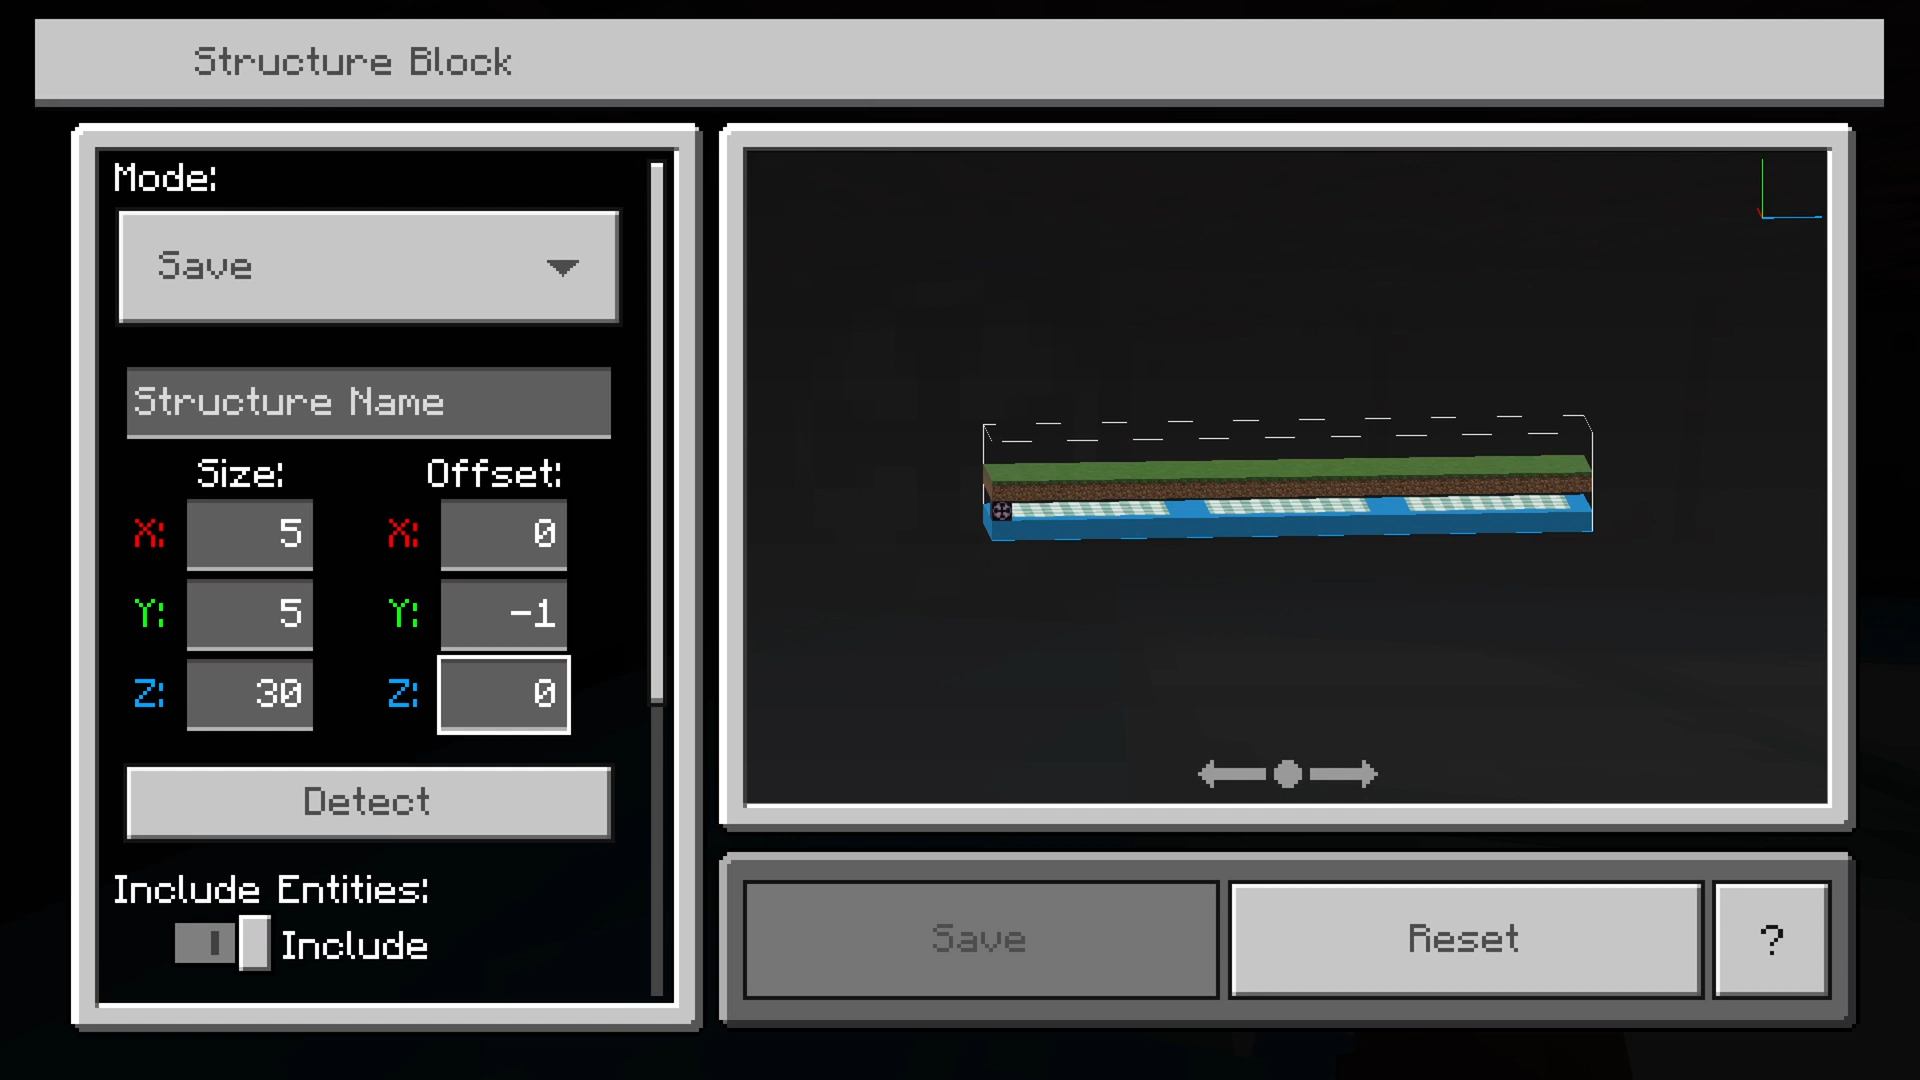 Structure Block
Mode:
Save
Structure Name
Size: Offset:
X: 5 X: 0
Y: 5 Y: -1
Z: 30 Z: 0
Detect
Include Entities:
Include
Save Reset ?